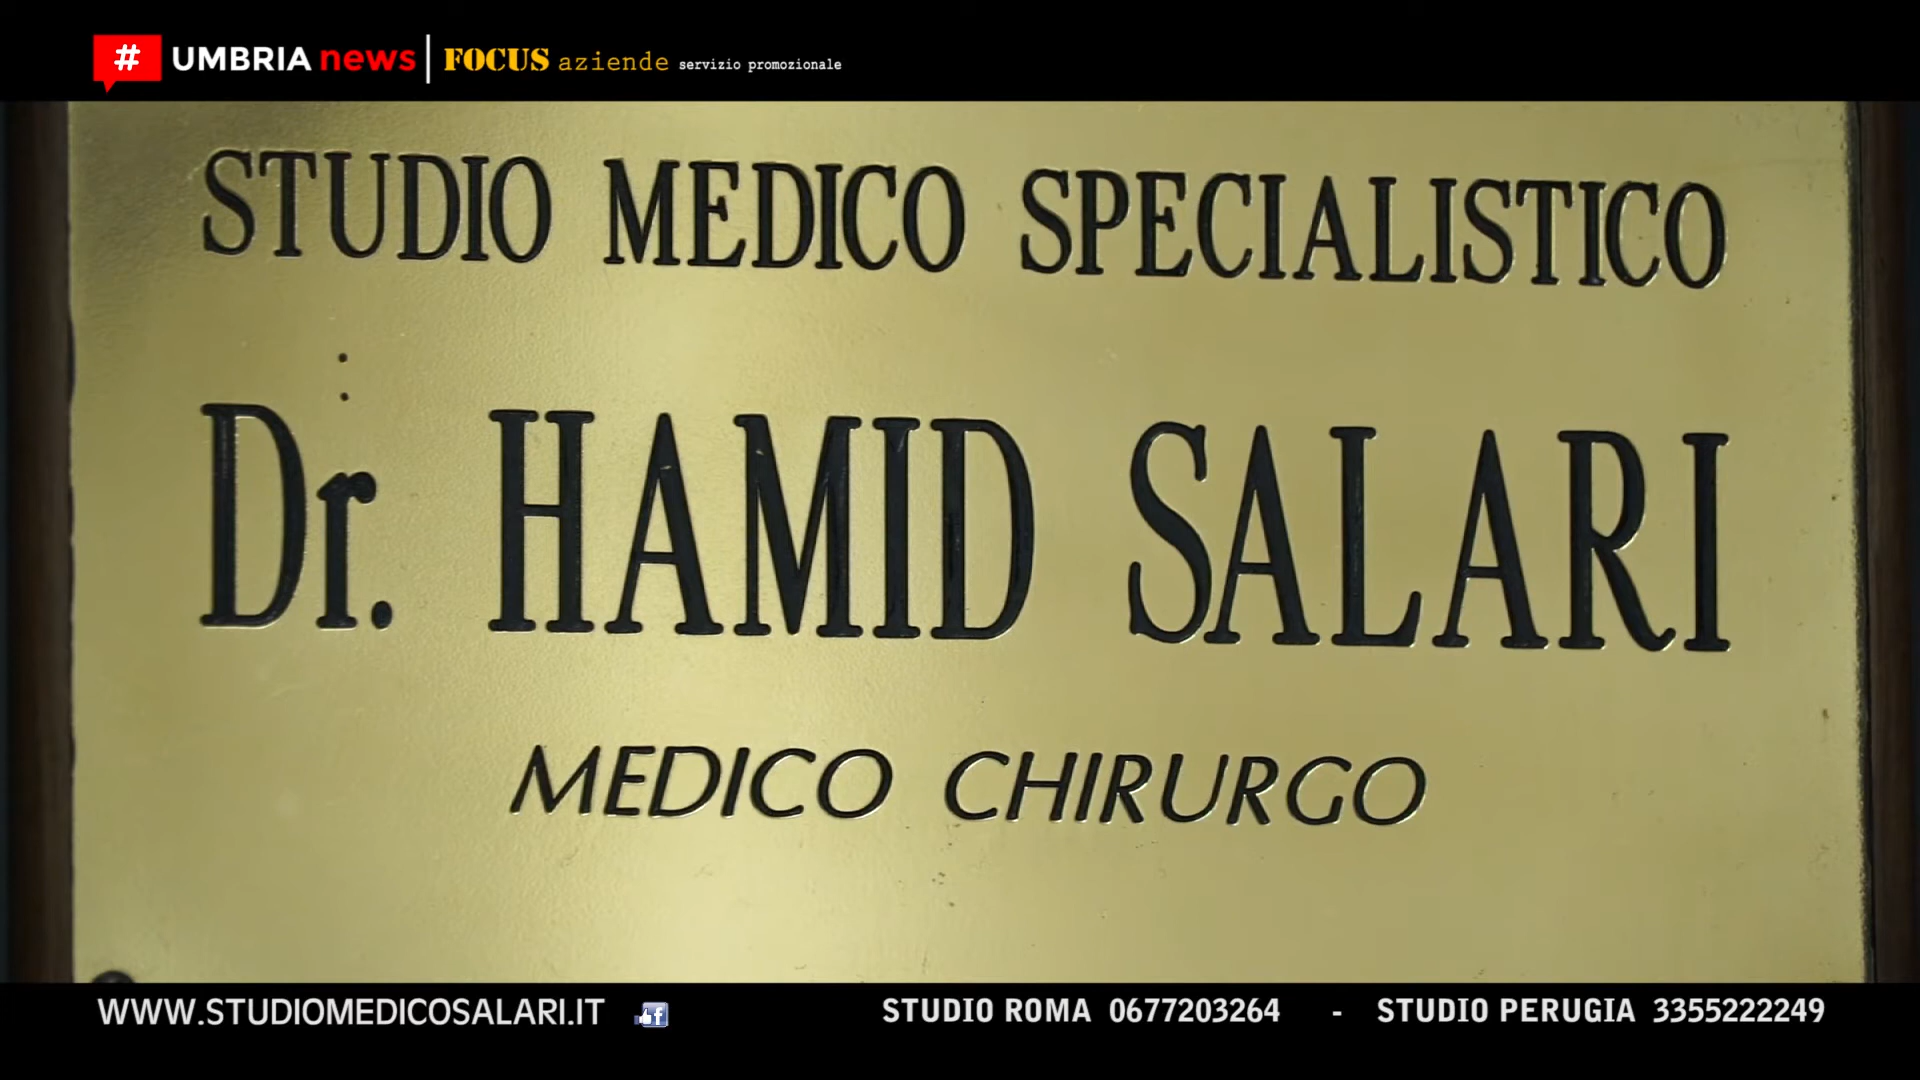 # UMBRIA news FOCUS aziende servizio promozionale
STUDIO MEDICO SPECIALISTICO
Dr. HAMID SALARI
MEDICO CHIRURGO
WWW.STUDIOMEDICOSALARI.IT f STUDIO ROMA 0677203264 - STUDIO PERUGIA 3355222249